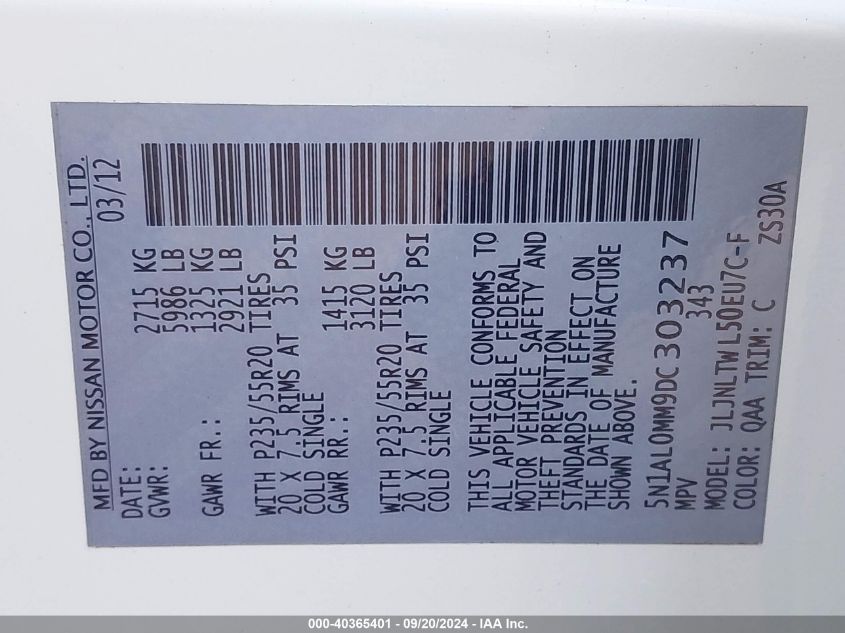 MFD BY NISSAN MOTOR CO., LTD.
DATE: 03/12
GVWR: 2715 KG
5986 LB
GAWR FR.: 1325 KG
2921 LB
WITH P235/55R20 TIRES
20 X 7.5 RIMS AT 35 PSI
COLD SINGLE
GAWR RR.: 1415 KG
3120 LB
WITH P235/55R20 TIRES
20 X 7.5 RIMS AT 35 PSI
COLD SINGLE
THIS VEHICLE CONFORMS TO
ALL APPLICABLE FEDERAL
MOTOR VEHICLE SAFETY AND
THEFT PREVENTION
STANDARDS IN EFFECT ON
THE DATE OF MANUFACTURE
SHOWN ABOVE.
5N1AL0MM9DC303237
MPV 343
MODEL: JLJNLTWL50EU7C-F
COLOR: QAA TRIM: C ZS30A
000-40365401 - 09/20/2024 - IAA Inc.